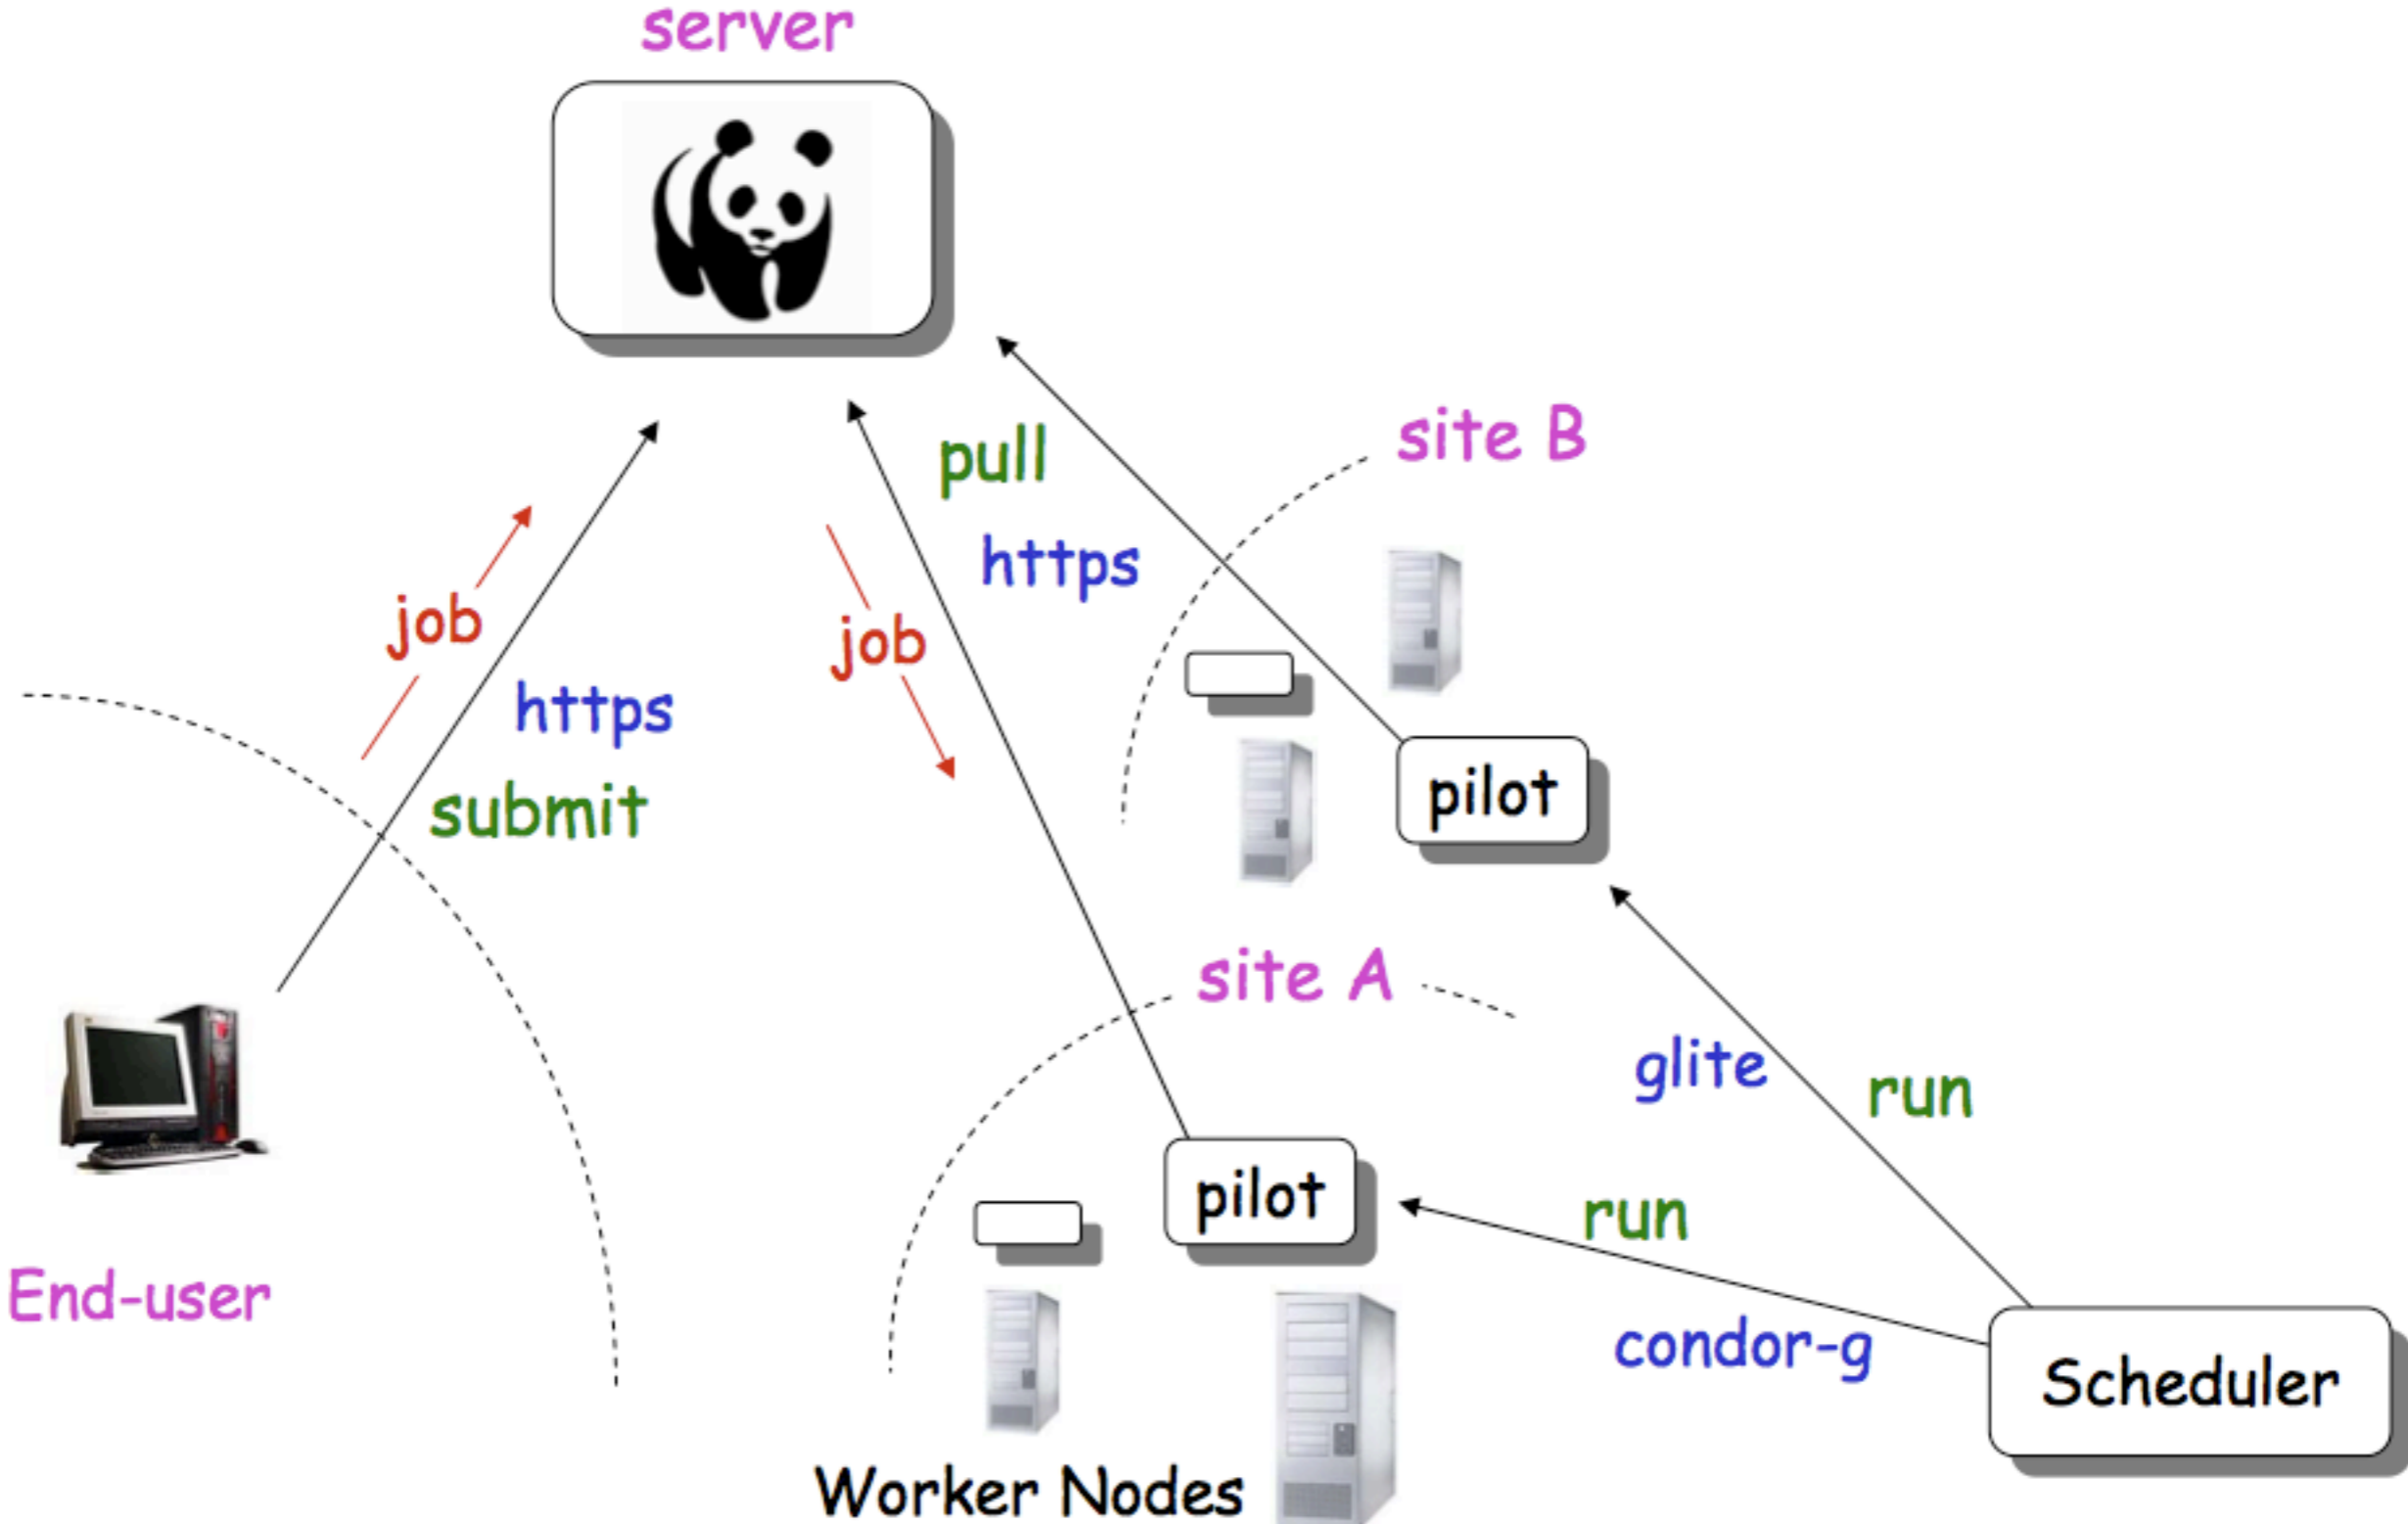 server
pull
site B
https
job
job
https
submit
pilot
site A
glite
run
pilot
run
End-user
condor-g
Scheduler
Worker Nodes